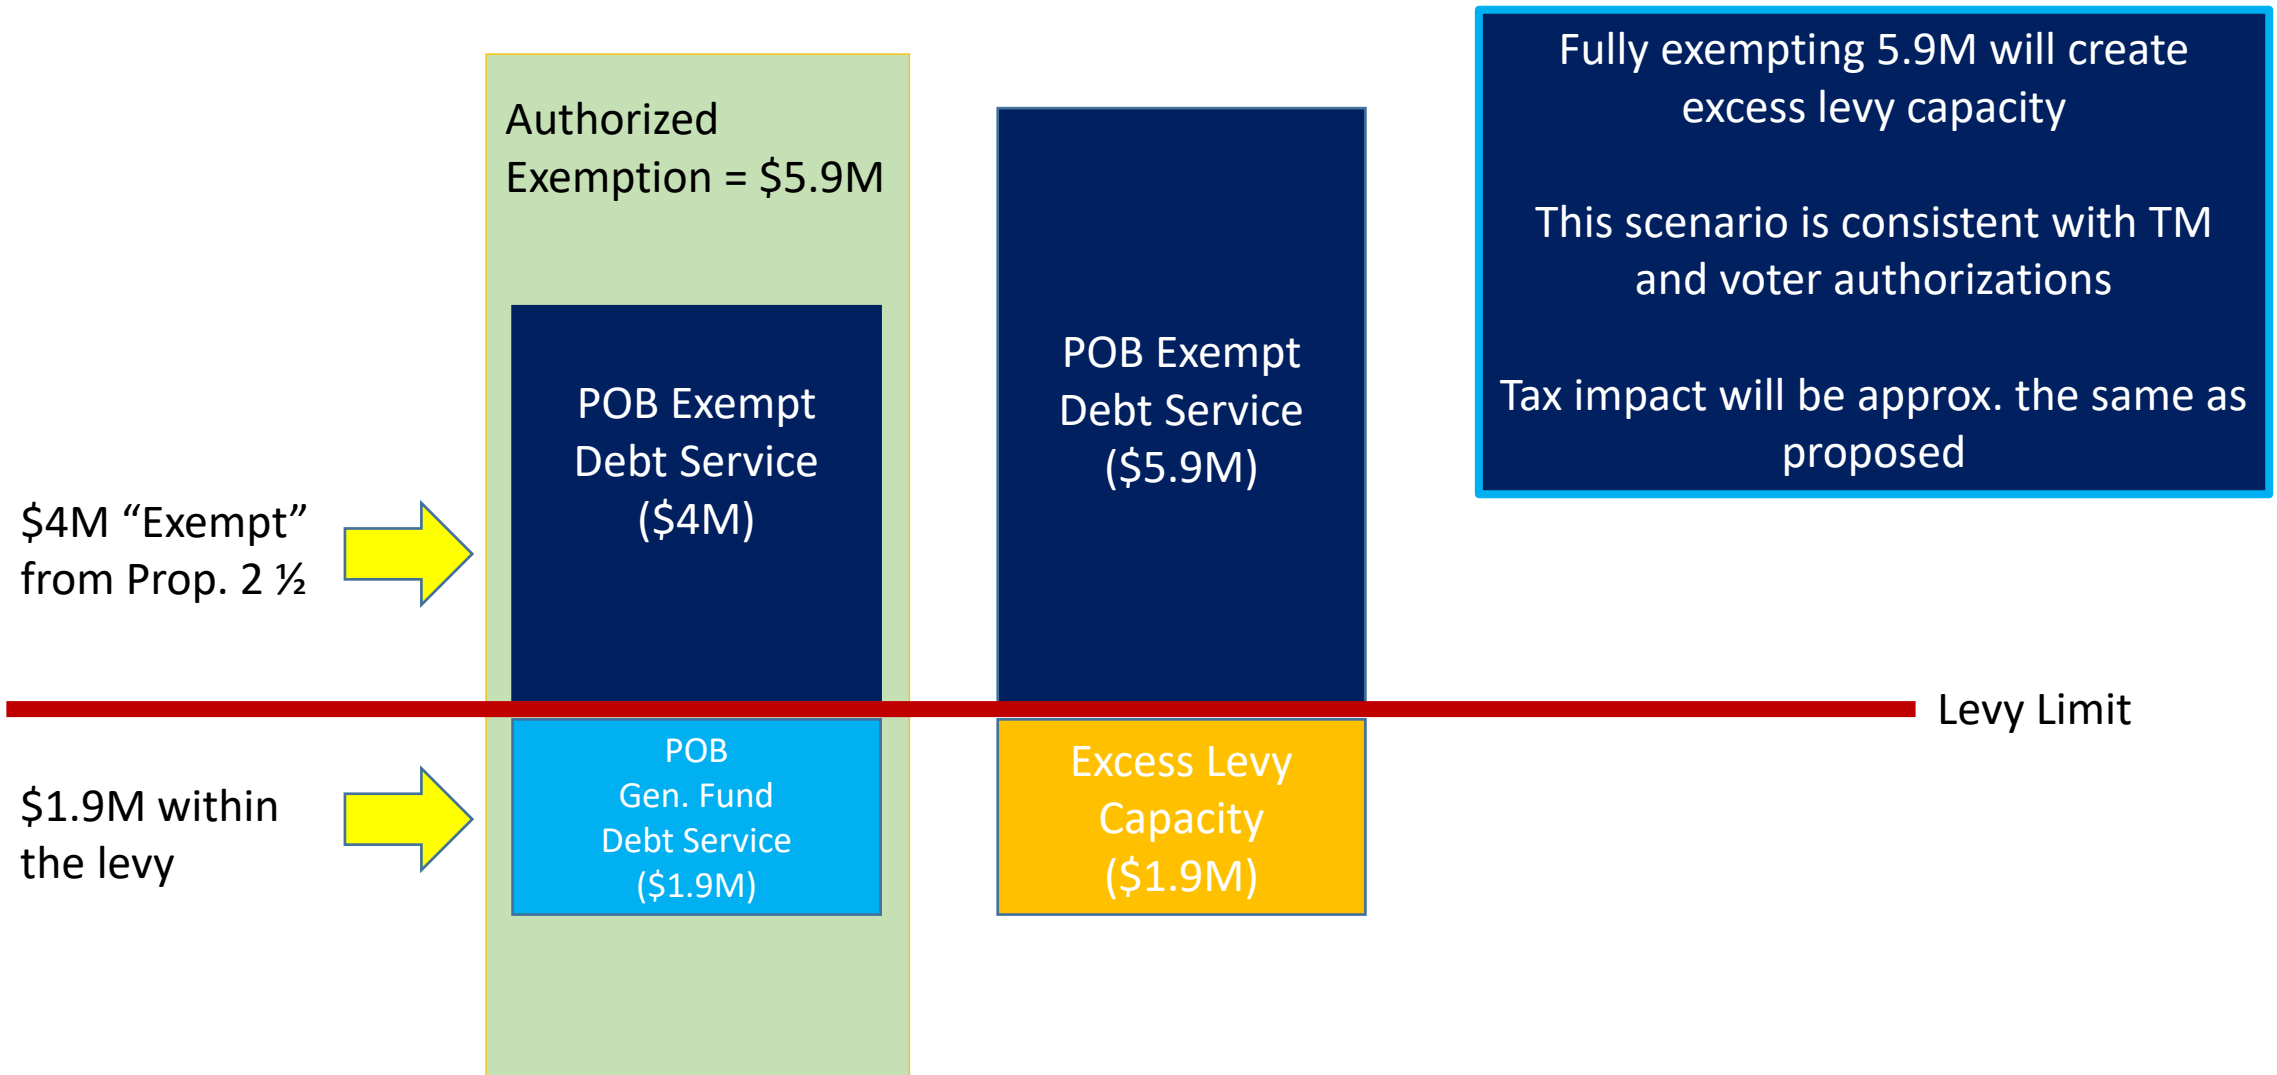 Authorized
Exemption = $5.9M
POB Exempt
Debt Service
($4M)
$4M “Exempt”
from Prop. 2 ½
POB
Gen. Fund
Debt Service
($1.9M)
$1.9M within
the levy
POB Exempt
Debt Service
($5.9M)
Excess Levy
Capacity
($1.9M)
Fully exempting 5.9M will create
excess levy capacity
This scenario is consistent with TM
and voter authorizations
Tax impact will be approx. the same as
proposed
Levy Limit